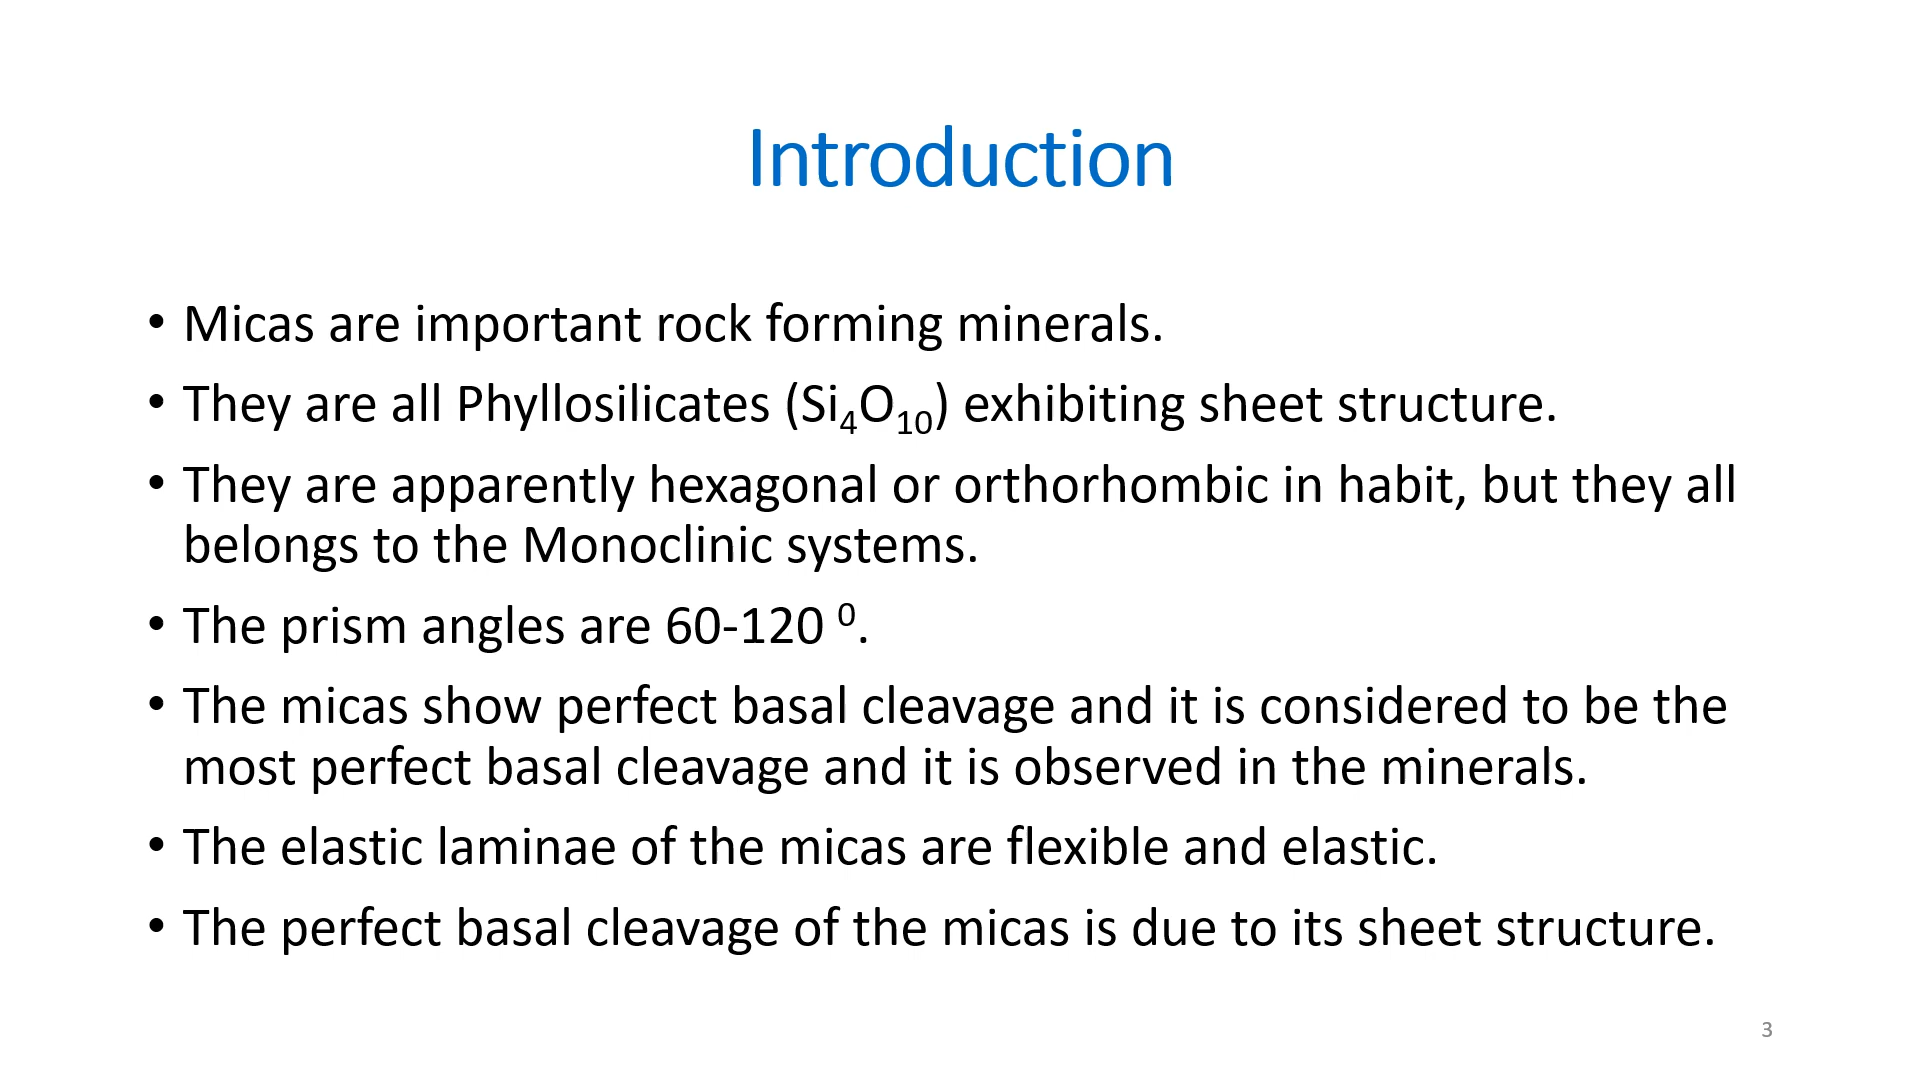 Introduction
• Micas are important rock forming minerals.
• They are all Phyllosilicates (Si₄O₁₀) exhibiting sheet structure.
• They are apparently hexagonal or orthorhombic in habit, but they all
belongs to the Monoclinic systems.
• The prism angles are 60-120 ⁰.
• The micas show perfect basal cleavage and it is considered to be the
most perfect basal cleavage and it is observed in the minerals.
• The elastic laminae of the micas are flexible and elastic.
• The perfect basal cleavage of the micas is due to its sheet structure.
3